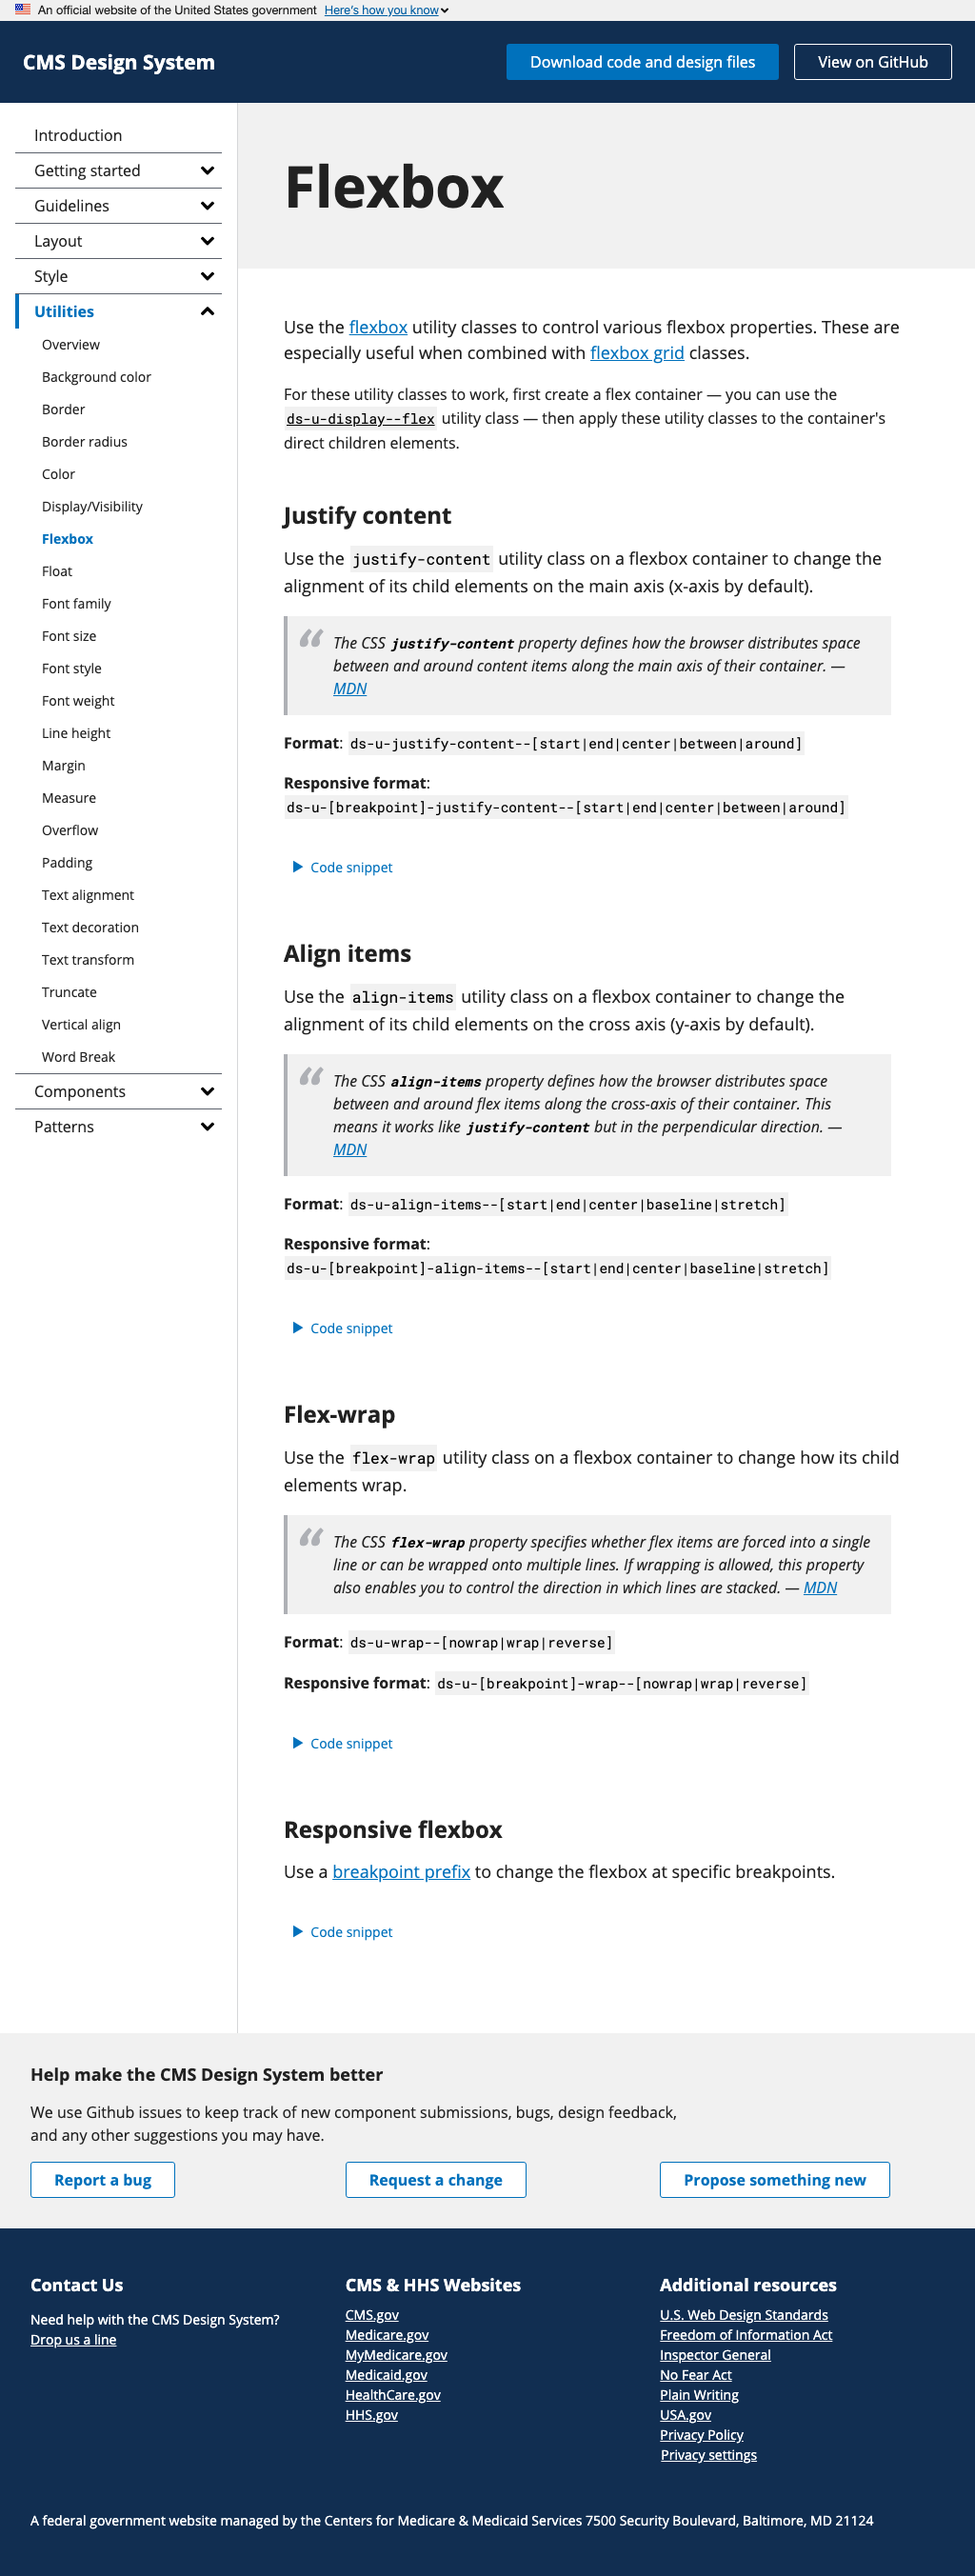 An official website of the United States government Here's how you know
CMS Design System
Download code and design files
View on GitHub
Introduction
Getting started
Guidelines
Layout
Style
Utilities
Overview
Background color
Border
Border radius
Color
Display/Visibility
Flexbox
Float
Font family
Font size
Font style
Font weight
Line height
Margin
Measure
Overflow
Padding
Text alignment
Text decoration
Text transform
Truncate
Vertical align
Word Break
Components
Patterns
Flexbox
Use the flexbox utility classes to control various flexbox properties. These are
especially useful when combined with flexbox grid classes.
For these utility classes to work, first create a flex container — you can use the
ds-u-display--flex utility class — then apply these utility classes to the container's
direct children elements.
Justify content
Use the justify-content utility class on a flexbox container to change the
alignment of its child elements on the main axis (x-axis by default).
The CSS justify-content property defines how the browser distributes space
between and around content items along the main axis of their container. —
MDN
Format: ds-u-justify-content--[start|end|center|between|around]
Responsive format:
ds-u-[breakpoint]-justify-content--[start|end|center|between|around]
Code snippet
Align items
Use the align-items utility class on a flexbox container to change the
alignment of its child elements on the cross axis (y-axis by default).
The CSS align-items property defines how the browser distributes space
between and around flex items along the cross-axis of their container. This
means it works like justify-content but in the perpendicular direction. —
MDN
Format: ds-u-align-items--[start|end|center|baseline|stretch]
Responsive format:
ds-u-[breakpoint]-align-items--[start|end|center|baseline|stretch]
Code snippet
Flex-wrap
Use the flex-wrap utility class on a flexbox container to change how its child
elements wrap.
The CSS flex-wrap property specifies whether flex items are forced into a single
line or can be wrapped onto multiple lines. If wrapping is allowed, this property
also enables you to control the direction in which lines are stacked. — MDN
Format: ds-u-wrap--[nowrap|wrap|reverse]
Responsive format: ds-u-[breakpoint]-wrap--[nowrap|wrap|reverse]
Code snippet
Responsive flexbox
Use a breakpoint prefix to change the flexbox at specific breakpoints.
Code snippet
Help make the CMS Design System better
We use Github issues to keep track of new component submissions, bugs, design feedback,
and any other suggestions you may have.
Report a bug
Request a change
Propose something new
Contact Us
Need help with the CMS Design System?
Drop us a line
CMS & HHS Websites
CMS.gov
Medicare.gov
MyMedicare.gov
Medicaid.gov
HealthCare.gov
HHS.gov
Additional resources
U.S. Web Design Standards
Freedom of Information Act
Inspector General
No Fear Act
Plain Writing
USA.gov
Privacy Policy
Privacy settings
A federal government website managed by the Centers for Medicare & Medicaid Services 7500 Security Boulevard, Baltimore, MD 21124